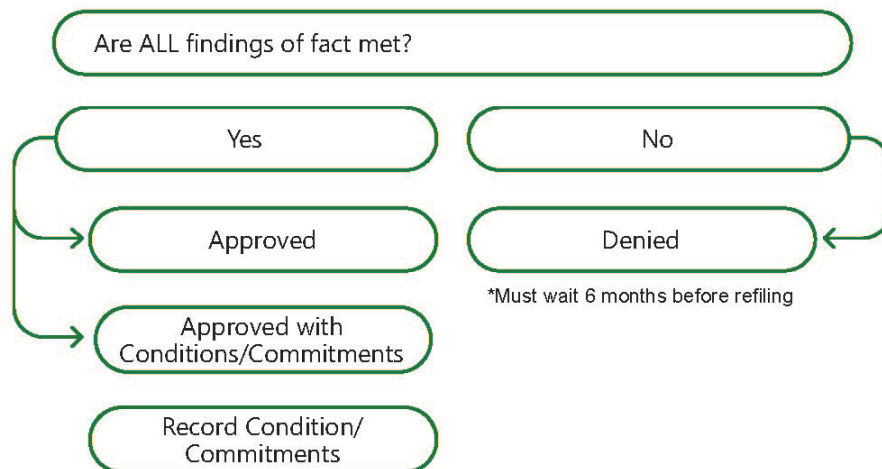 Are ALL findings of fact met?
Yes
No
Approved
Denied
*Must wait 6 months before refiling
Approved with
Conditions/Commitments
Record Condition/
Commitments